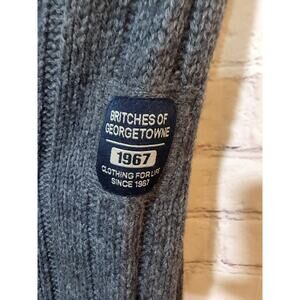 BRITCHES OF
GEORGETOWNE
1967
CLOTHING FOR LIFE
SINCE 1967